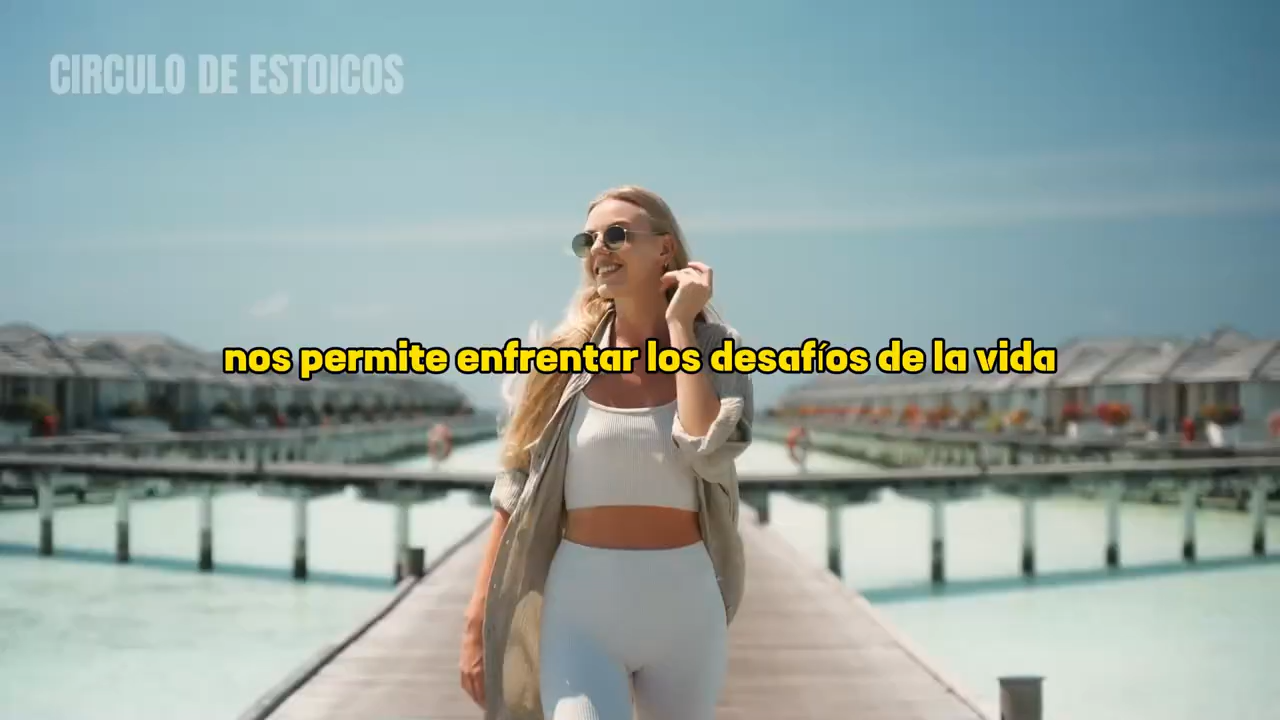 CIRCULO DE ESTOICOS
nos permite enfrentar los desafíos de la vida